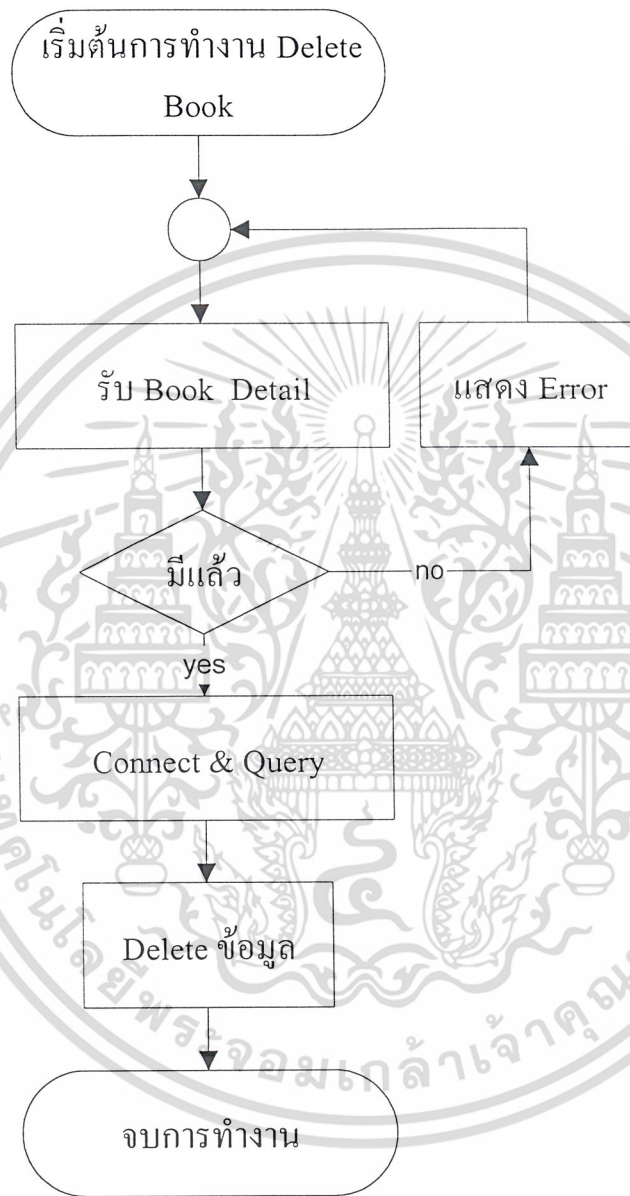 เริ่มต้นการทำงาน Delete
Book
รับ Book Detail
แสดง Error
มีแล้ว
no
yes
Connect & Query
Delete ข้อมูล
จบการทำงาน